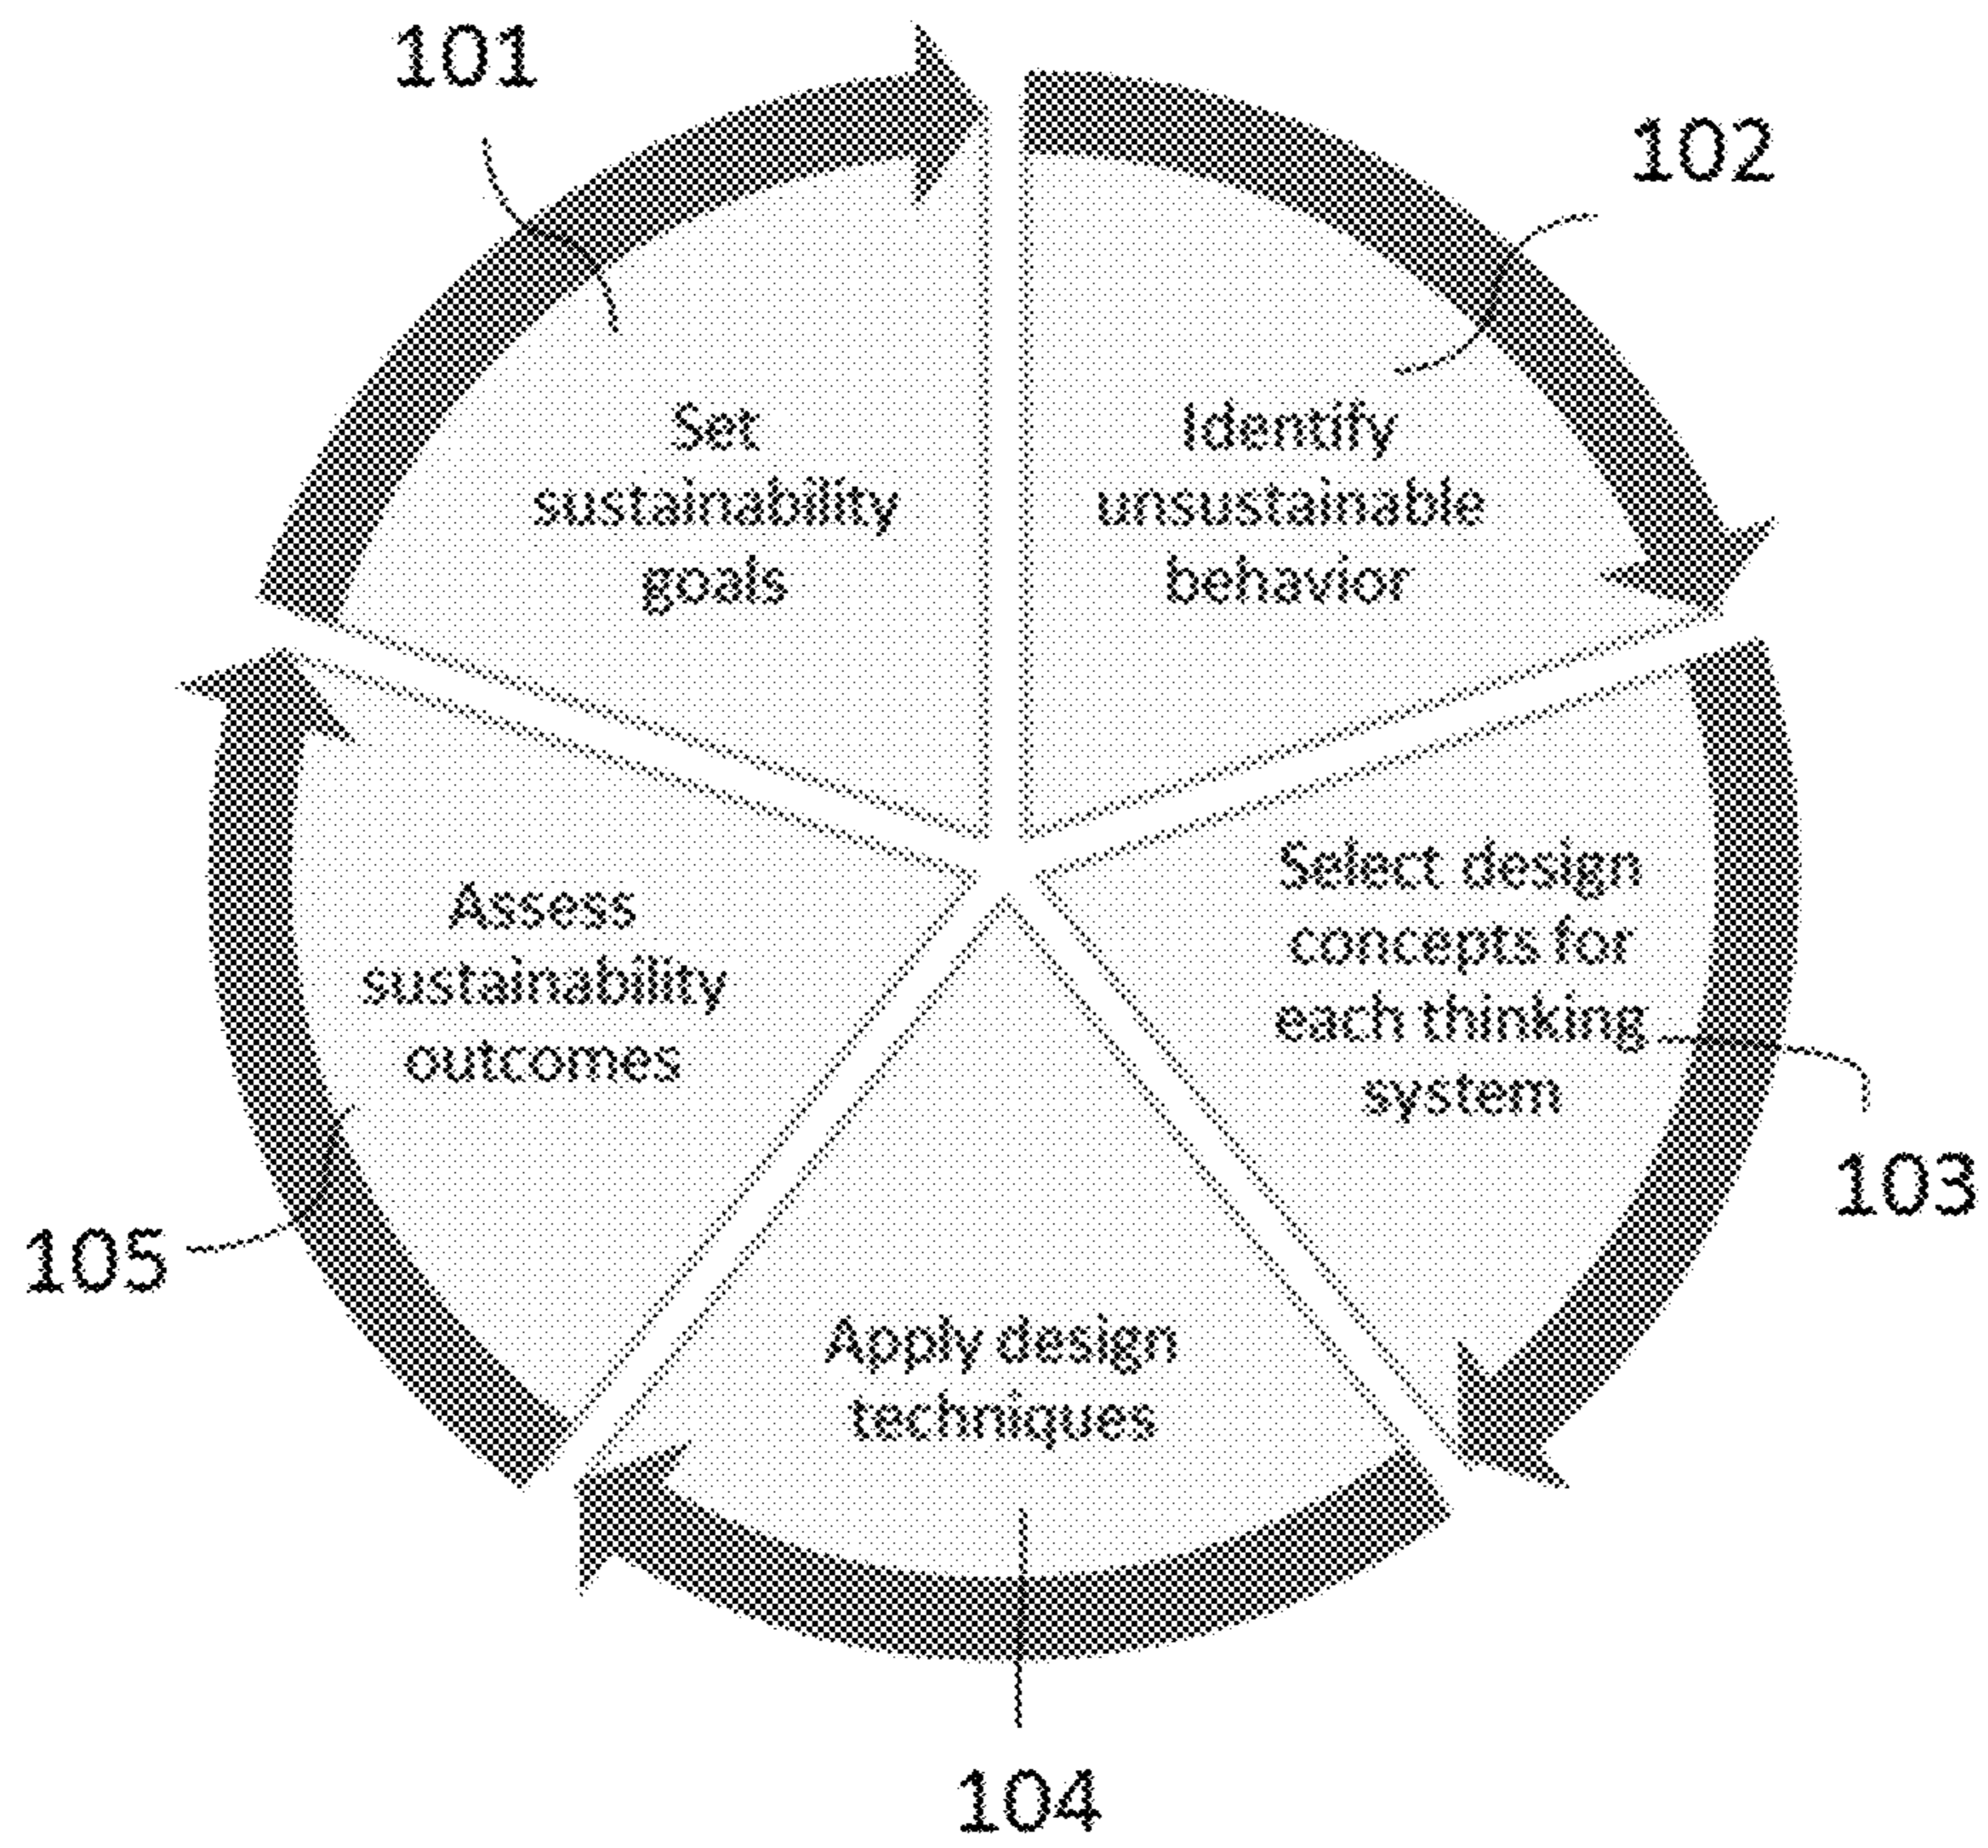 101
102
Set
sustainability
goals
Identify
unsustainable
behavior
Select design
concepts for
each thinking
system
103
Apply design
techniques
104
Assess
sustainability
outcomes
105